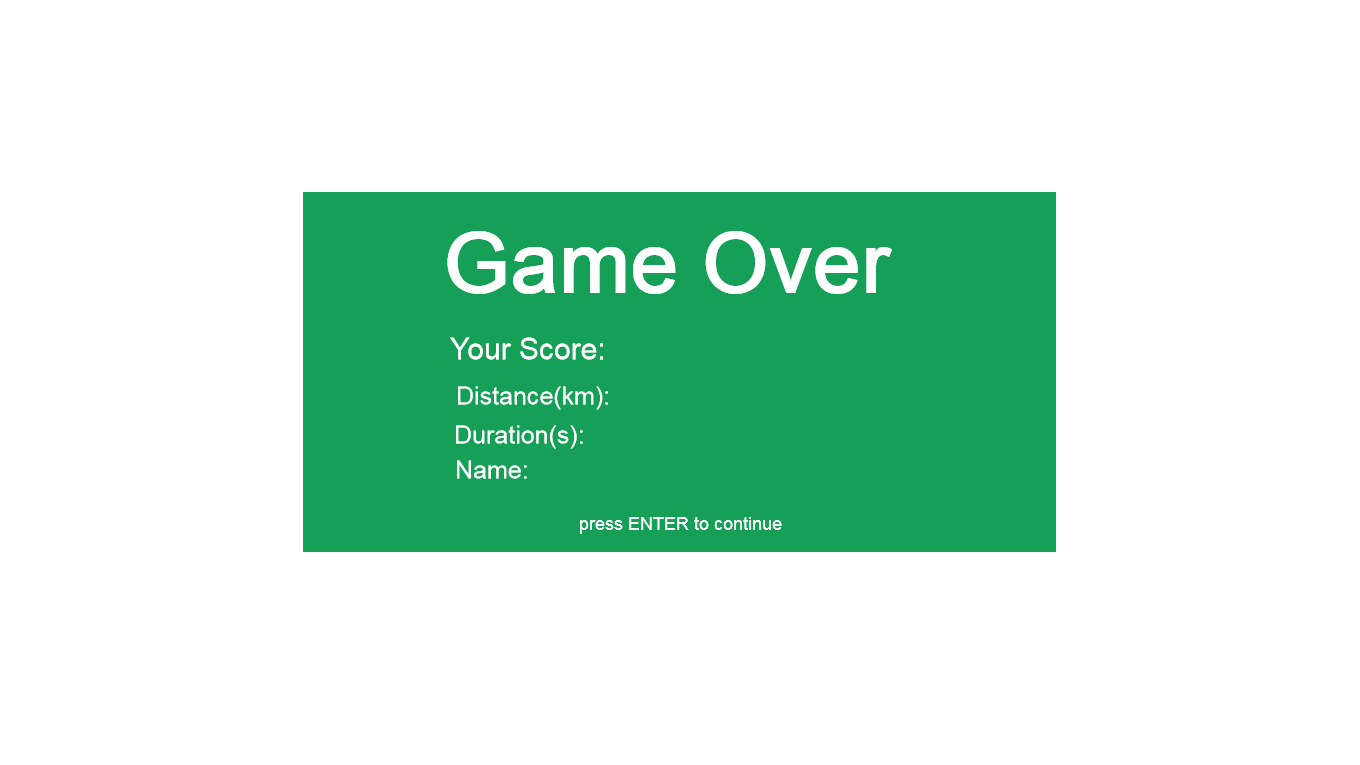 Game Over
Your Score:
Distance(km):
Duration(s):
Name:
press ENTER to continue